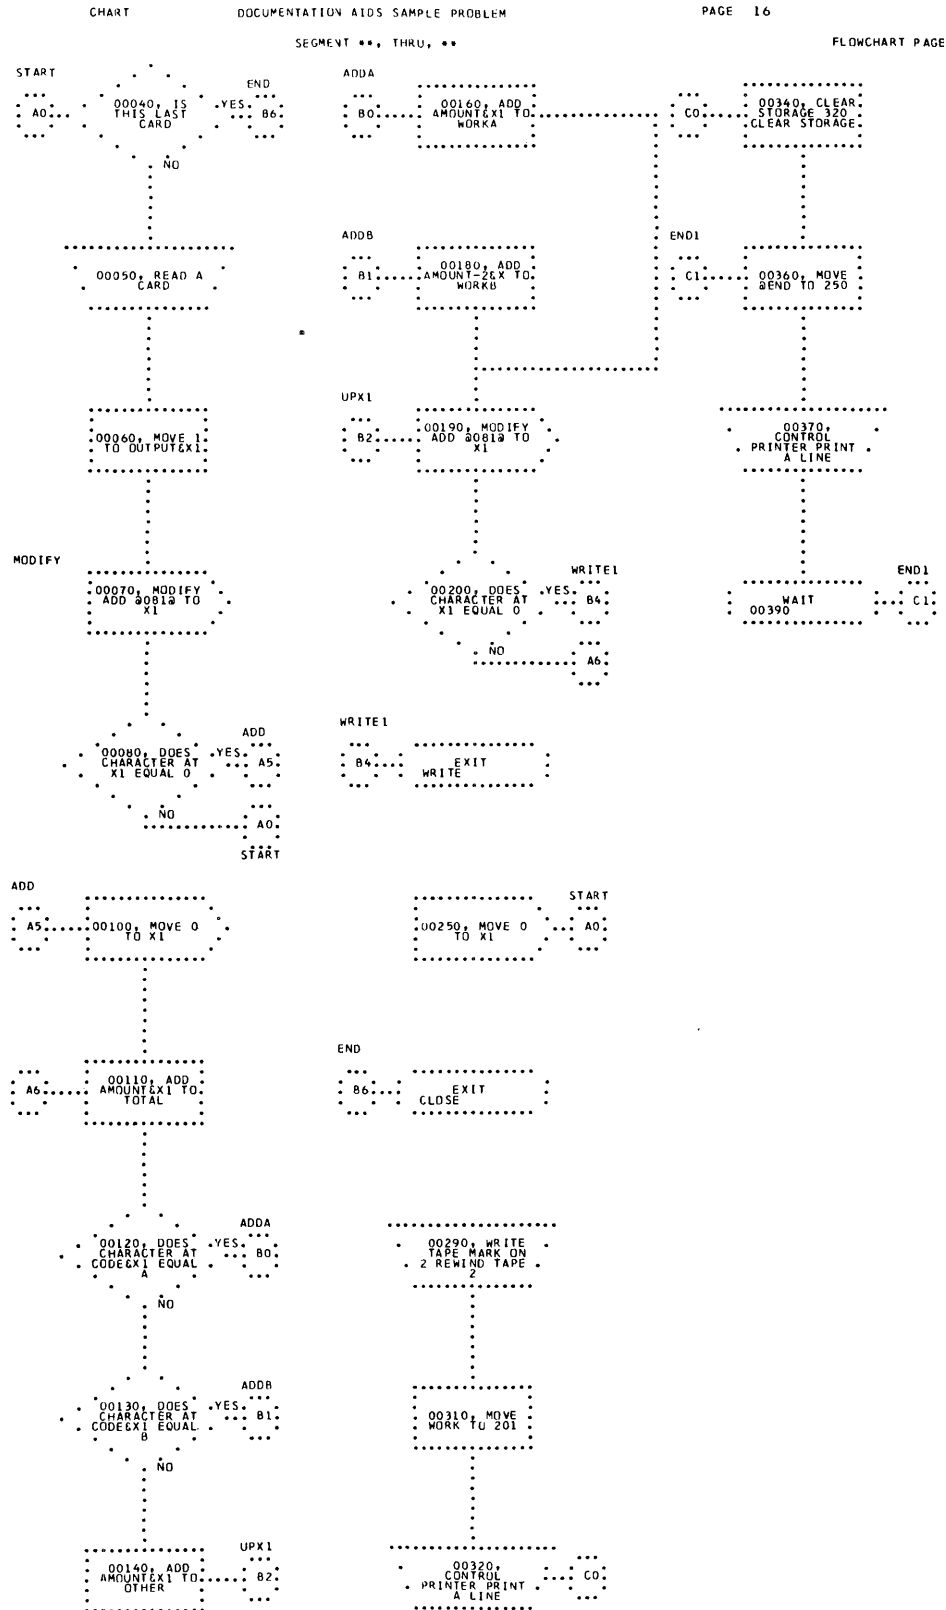 CHART DOCUMENTATION AIDS SAMPLE PROBLEM PAGE 16
SEGMENT **, THRU, ** FLOWCHART PAGE
START
A0
00040, IS
THIS LAST
CARD
YES
END
B6
NO
00050, READ A
CARD
00060, MOVE 1
TO OUTPUT&X1
MODIFY
00070, MODIFY
ADD @081@ TO
X1
00080, DOES
CHARACTER AT
X1 EQUAL 0
YES
ADD
A5
NO
A0
START
ADD
A5
00100, MOVE 0
TO X1
A6
00110, ADD
AMOUNT&X1 TO
TOTAL
00120, DOES
CHARACTER AT
CODE&X1 EQUAL
A
YES
ADDA
B0
NO
00130, DOES
CHARACTER AT
CODE&X1 EQUAL
B
YES
ADDB
B1
NO
00140, ADD
AMOUNT&X1 TO
OTHER
UPX1
B2
ADDA
B0
00160, ADD
AMOUNT&X1 TO
WORKA
ADDB
B1
00180, ADD
AMOUNT-2&X TO
WORKB
UPX1
B2
00190, MODIFY
ADD @081@ TO
X1
00200, DOES
CHARACTER AT
X1 EQUAL 0
YES
WRITE1
B4
NO
A6
WRITE1
B4
EXIT
WRITE
00250, MOVE 0
TO X1
START
A0
END
B6
EXIT
CLOSE
00290, WRITE
TAPE MARK ON
2 REWIND TAPE
2
00310, MOVE
WORK TO 201
00320,
CONTROL
PRINTER PRINT
A LINE
C0
C0
00340, CLEAR
STORAGE 320
CLEAR STORAGE
END1
C1
00360, MOVE
@END TO 250
00370,
CONTROL
PRINTER PRINT
A LINE
WAIT
00390
END1
C1